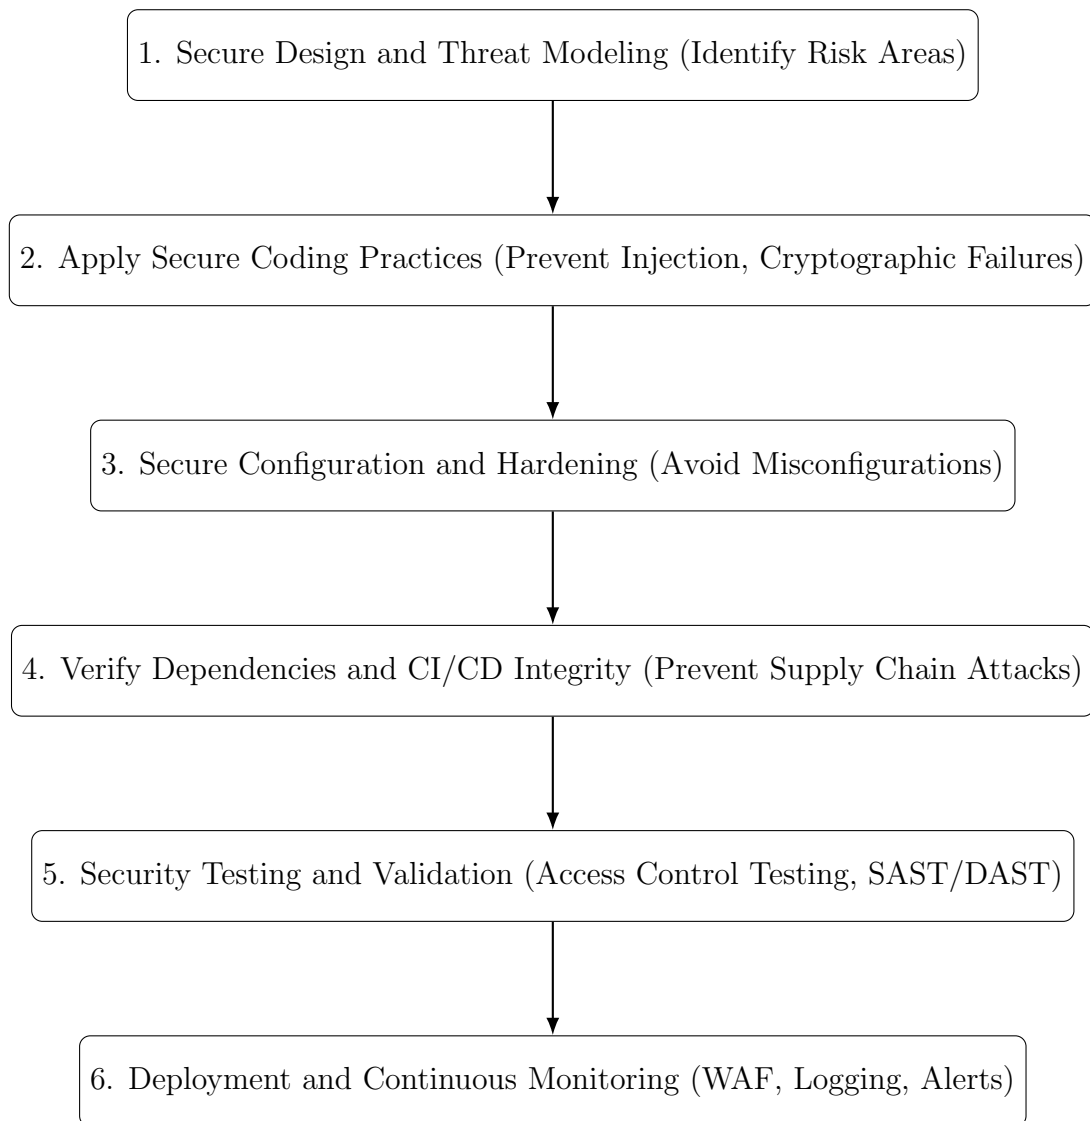 1. Secure Design and Threat Modeling (Identify Risk Areas)
2. Apply Secure Coding Practices (Prevent Injection, Cryptographic Failures)
3. Secure Configuration and Hardening (Avoid Misconfigurations)
4. Verify Dependencies and CI/CD Integrity (Prevent Supply Chain Attacks)
5. Security Testing and Validation (Access Control Testing, SAST/DAST)
6. Deployment and Continuous Monitoring (WAF, Logging, Alerts)